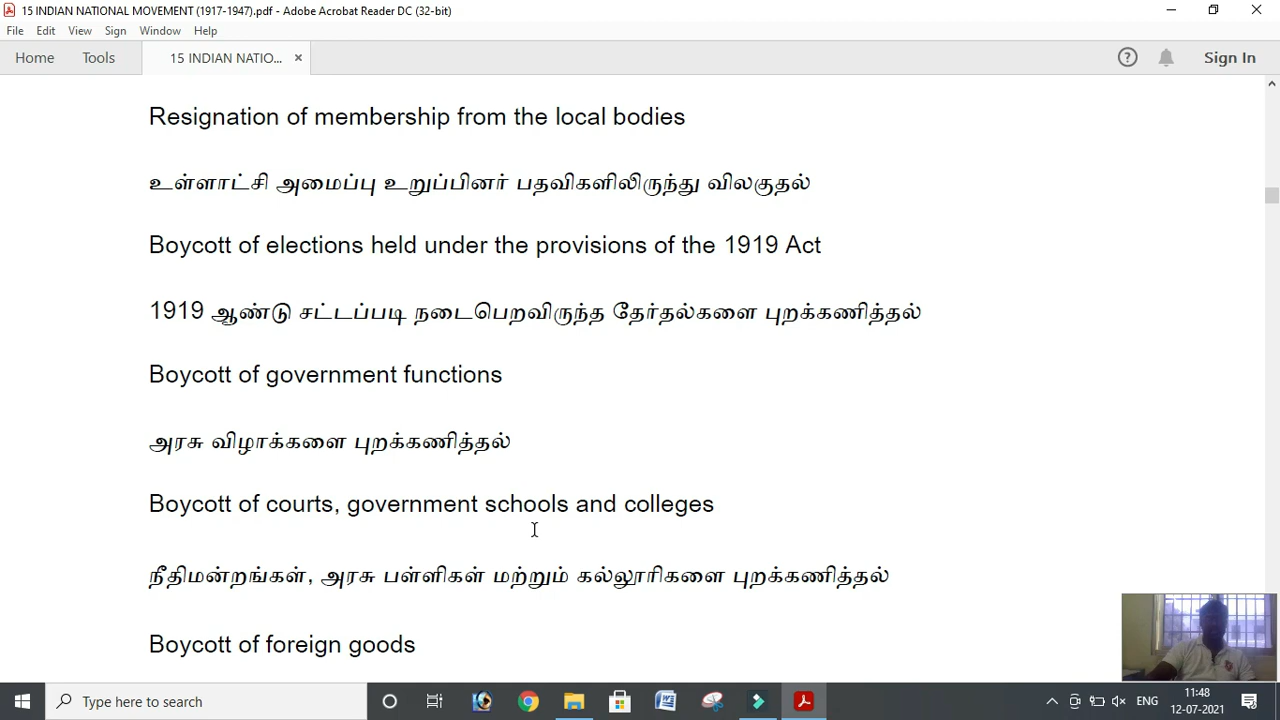 15 INDIAN NATIONAL MOVEMENT (1917-1947).pdf - Adobe Acrobat Reader DC (32-bit)
File Edit View Sign Window Help
Home Tools 15 INDIAN NATIO... × Sign In
Resignation of membership from the local bodies
உள்ளாட்சி அமைப்பு உறுப்பினர் பதவிகளிலிருந்து விலகுதல்
Boycott of elections held under the provisions of the 1919 Act
1919 ஆண்டு சட்டப்படி நடைபெறவிருந்த தேர்தல்களை புறக்கணித்தல்
Boycott of government functions
அரசு விழாக்களை புறக்கணித்தல்
Boycott of courts, government schools and colleges
நீதிமன்றங்கள், அரசு பள்ளிகள் மற்றும் கல்லூரிகளை புறக்கணித்தல்
Boycott of foreign goods
Type here to search ENG 11:48
12-07-2021